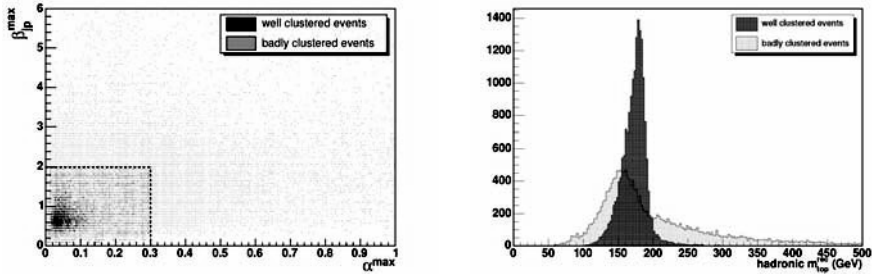 β_jp^max
6
5
4
3
2
1
0
0 0.1 0.2 0.3 0.4 0.5 0.6 0.7 0.8 0.9 1
α^max
well clustered events
badly clustered events
1400
1200
1000
800
600
400
200
0
0 50 100 150 200 250 300 350 400 450 500
hadronic m_top^rec (GeV)
well clustered events
badly clustered events